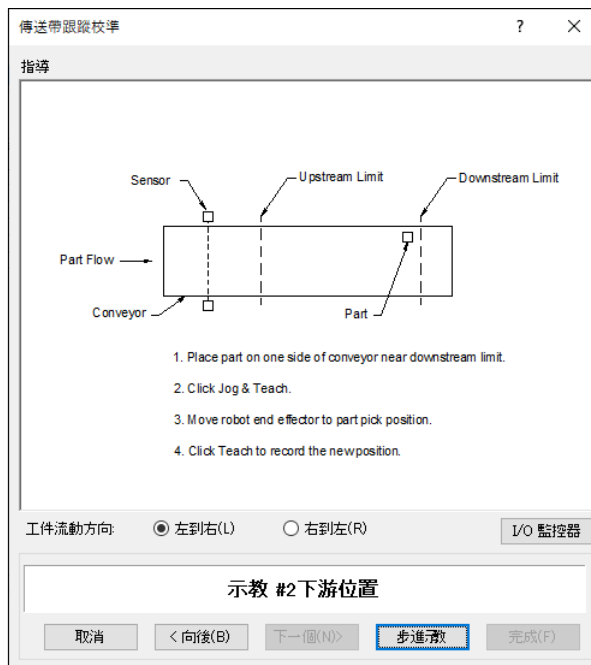 傳送帶跟蹤校準 ? ×
指導
Sensor
Upstream Limit
Downstream Limit
Part Flow
Conveyor
Part
1. Place part on one side of conveyor near downstream limit.
2. Click Jog & Teach.
3. Move robot end effector to part pick position.
4. Click Teach to record the newposition.
工件流動方向: 左到右(L) 右到左(R) I/O 監控器
示教 #2下游位置
取消 < 向後(B) 下一個(N)> 步進示教 完成(F)